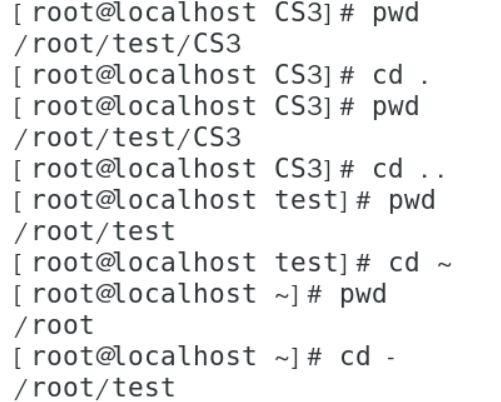 [root@localhost CS3]# pwd
/root/test/CS3
[root@localhost CS3]# cd .
[root@localhost CS3]# pwd
/root/test/CS3
[root@localhost CS3]# cd ..
[root@localhost test]# pwd
/root/test
[root@localhost test]# cd ~
[root@localhost ~]# pwd
/root
[root@localhost ~]# cd -
/root/test